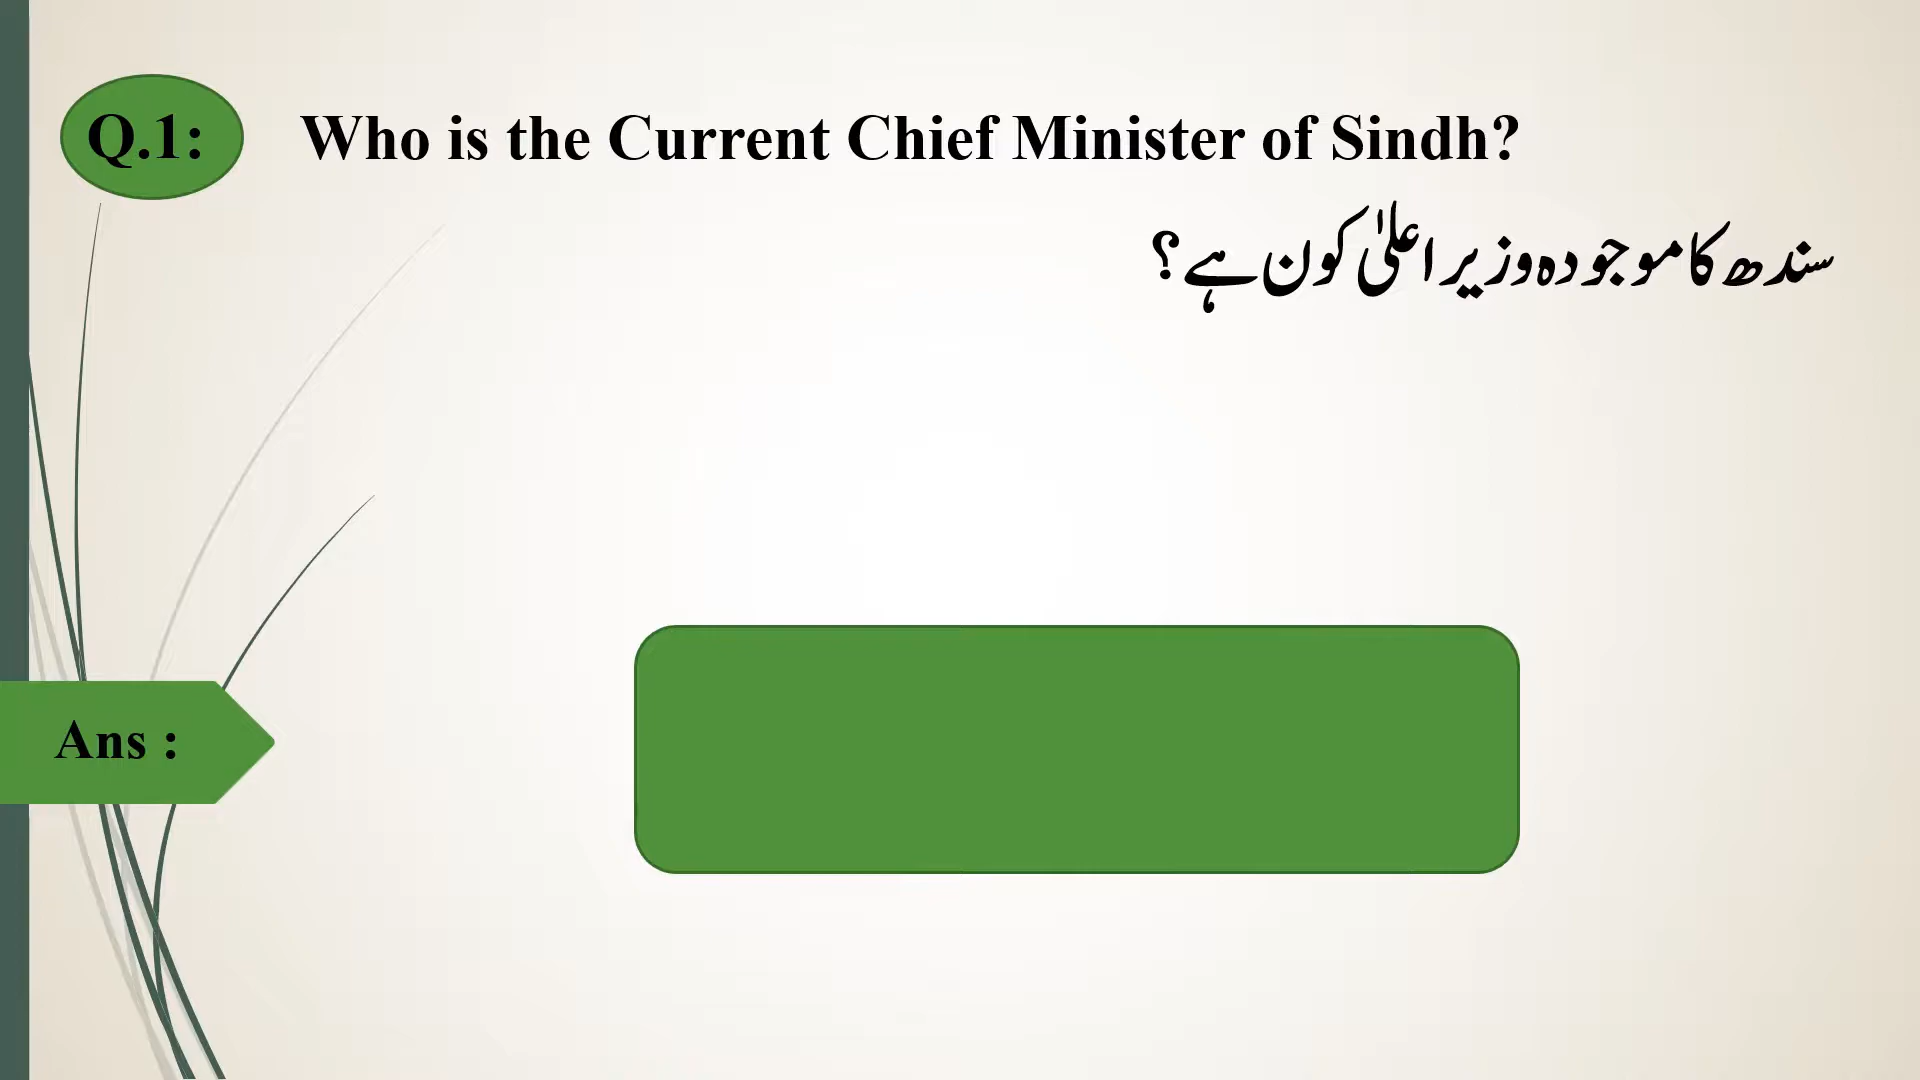 Q.1: Who is the Current Chief Minister of Sindh?
سندھ کا موجودہ وزیر اعلیٰ کون ہے؟
Ans :